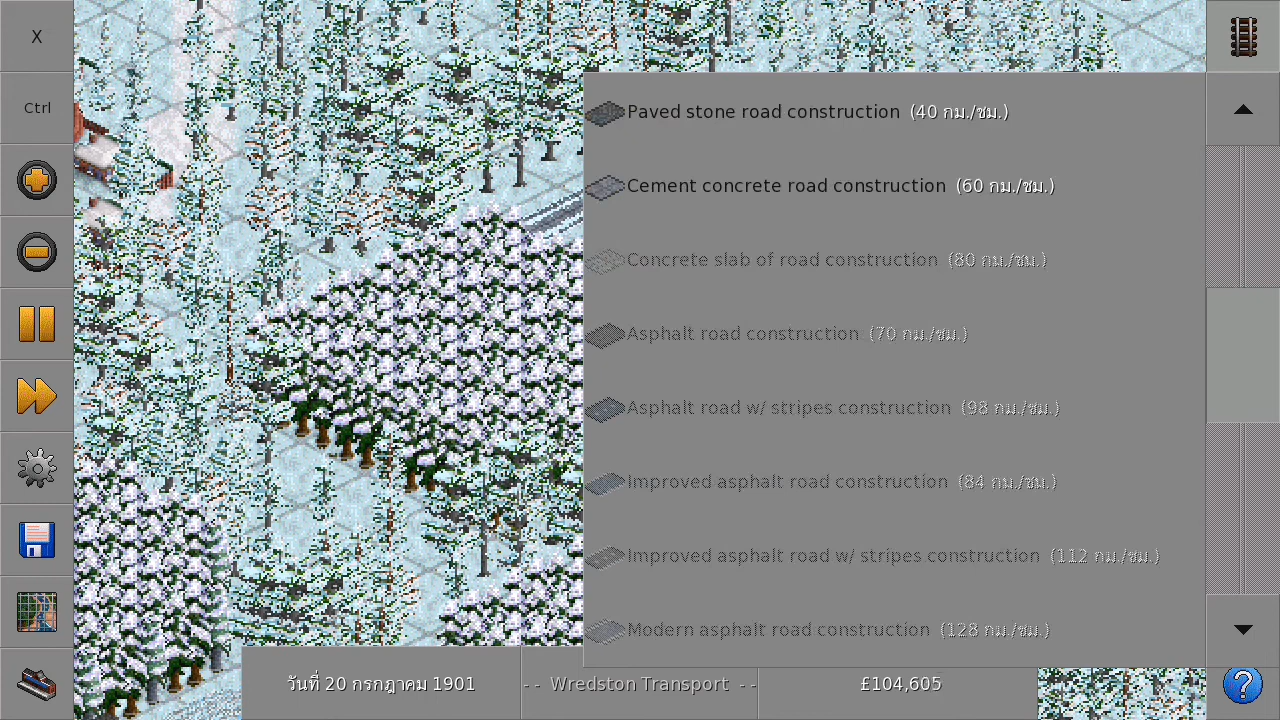 X
Ctrl
Paved stone road construction (40 กม./ชม.)
Cement concrete road construction (60 กม./ชม.)
Concrete slab of road construction (80 กม./ชม.)
Asphalt road construction (70 กม./ชม.)
Asphalt road w/ stripes construction (98 กม./ชม.)
Improved asphalt road construction (84 กม./ชม.)
Improved asphalt road w/ stripes construction (112 กม./ชม.)
Modern asphalt road construction (128 กม./ชม.)
วันที่ 20 กรกฎาคม 1901
-- Wredston Transport --
£104,605